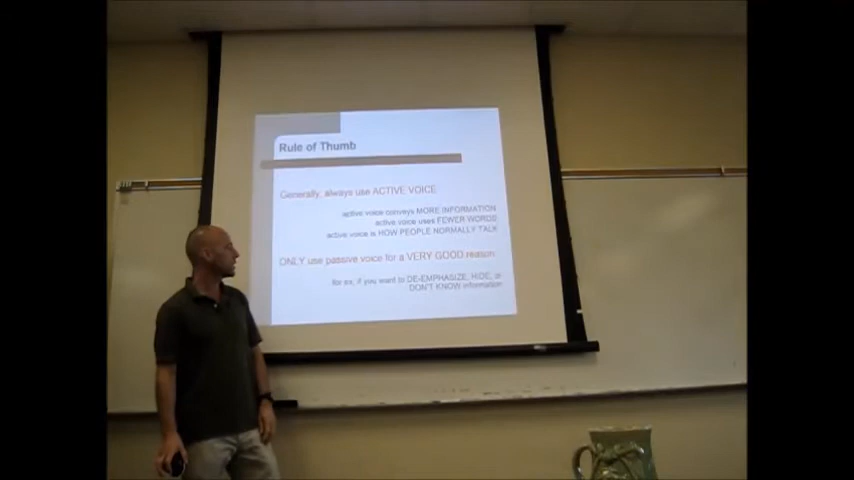 Rule of Thumb
Generally, always use ACTIVE VOICE
active voice conveys MORE INFORMATION
active voice uses FEWER WORDS
active voice is HOW PEOPLE NORMALLY TALK
ONLY use passive voice for a VERY GOOD reason.
for ex, if you want to DE-EMPHASIZE, HIDE, or
DON'T KNOW information